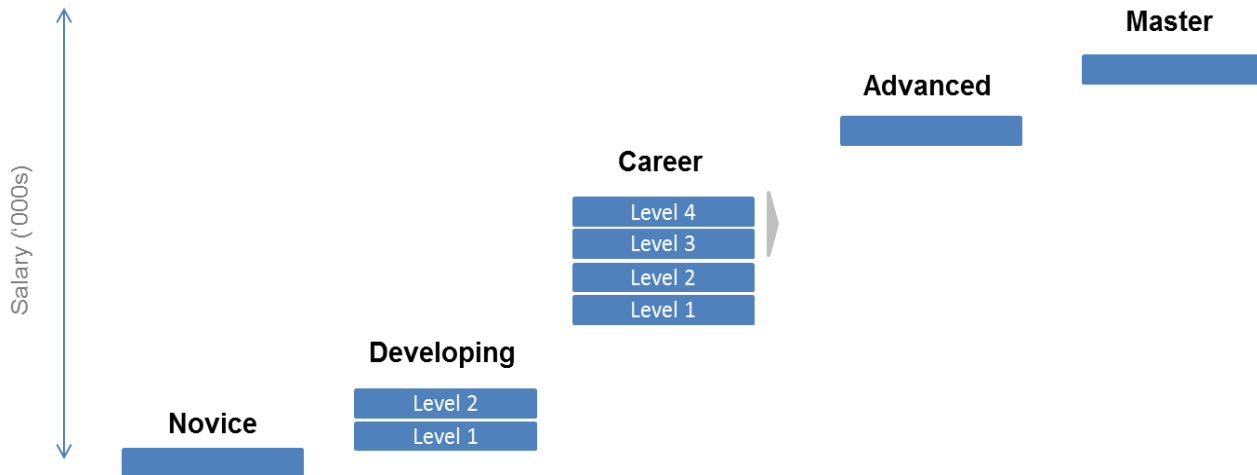 Master
Advanced
Career
Level 4
Level 3
Level 2
Level 1
Developing
Level 2
Level 1
Novice
Salary (‘000s)